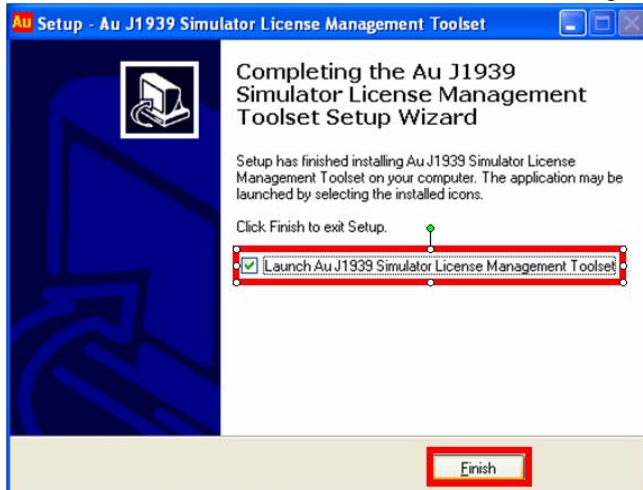 Au Setup - Au J1939 Simulator License Management Toolset
Completing the Au J1939
Simulator License Management
Toolset Setup Wizard
Setup has finished installing Au J1939 Simulator License
Management Toolset on your computer. The application may be
launched by selecting the installed icons.
Click Finish to exit Setup.
Launch Au J1939 Simulator License Management Toolset
Finish